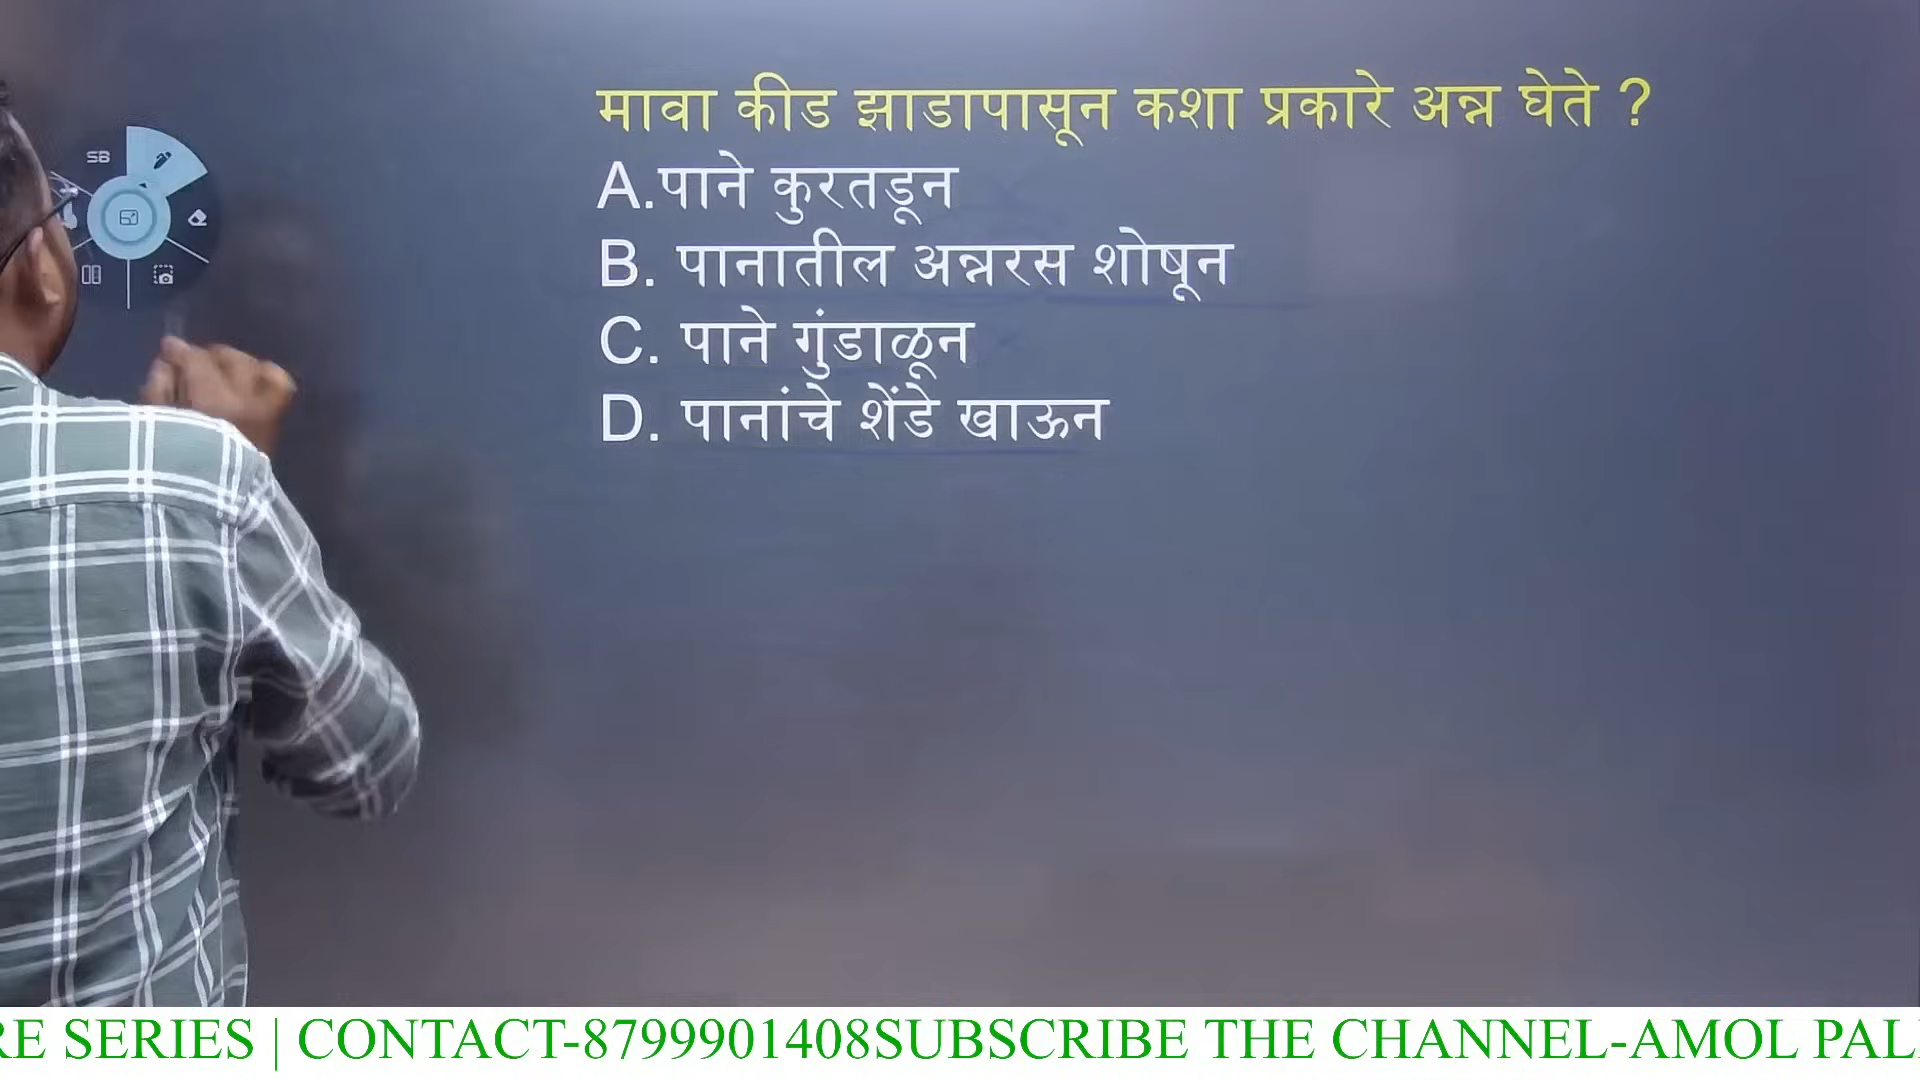 मावा कीड झाडापासून कशा प्रकारे अन्न घेते ?
A.पाने कुरतडून
B. पानातील अन्नरस शोषून
C. पाने गुंडाळून
D. पानांचे शेंडे खाऊन
SB
RE SERIES | CONTACT-8799901408SUBSCRIBE THE CHANNEL-AMOL PAL